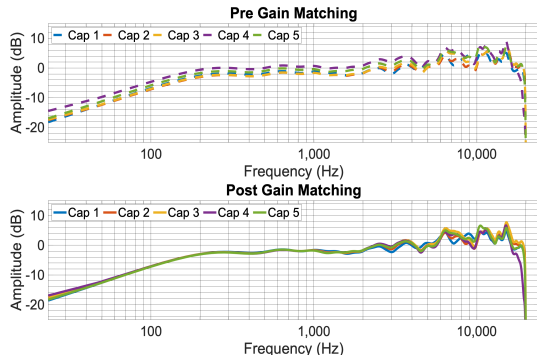 Pre Gain Matching
Cap 1 Cap 2 Cap 3 Cap 4 Cap 5
Amplitude (dB)
10
0
-10
-20
100 1,000 10,000
Frequency (Hz)
Post Gain Matching
Cap 1 Cap 2 Cap 3 Cap 4 Cap 5
Amplitude (dB)
10
0
-10
-20
100 1,000 10,000
Frequency (Hz)